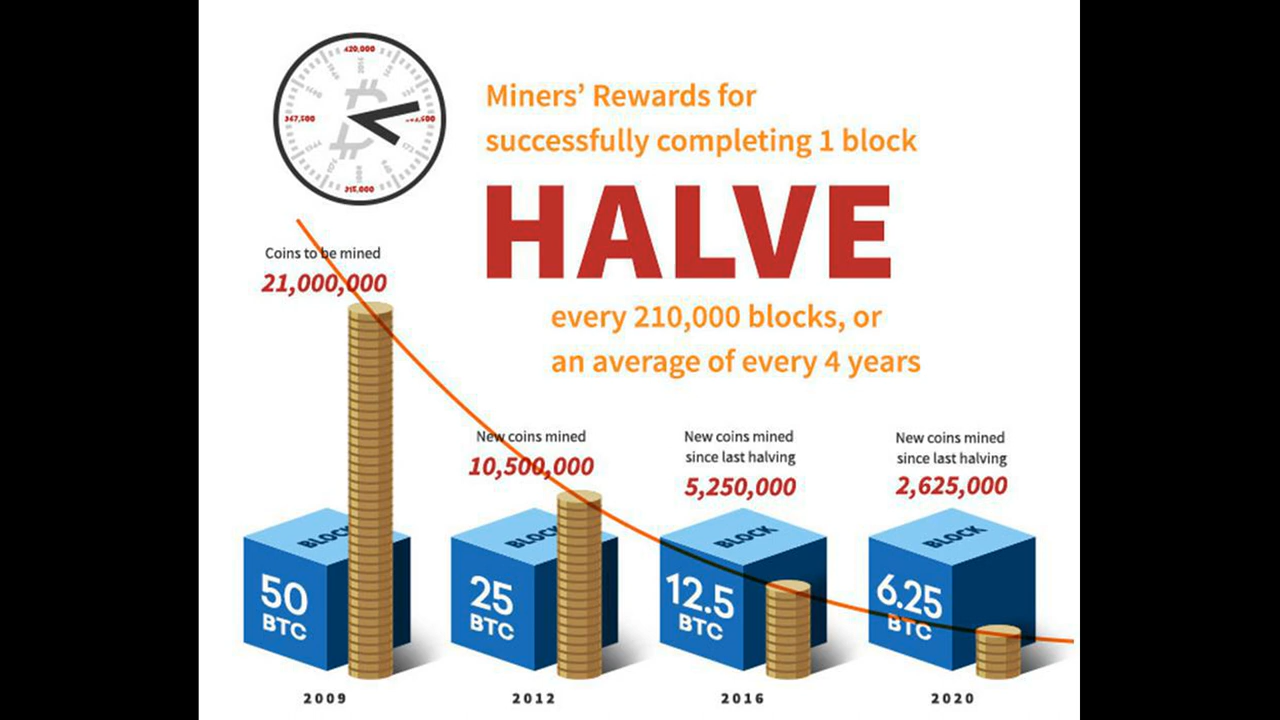 420,000
367,500
315,000
Miners’ Rewards for
successfully completing 1 block
HALVE
every 210,000 blocks, or
an average of every 4 years
Coins to be mined
21,000,000
New coins mined
10,500,000
New coins mined
since last halving
5,250,000
New coins mined
since last halving
2,625,000
BLOCK
50
BTC
BLOCK
25
BTC
BLOCK
12.5
BTC
BLOCK
6.25
BTC
2009
2012
2016
2020